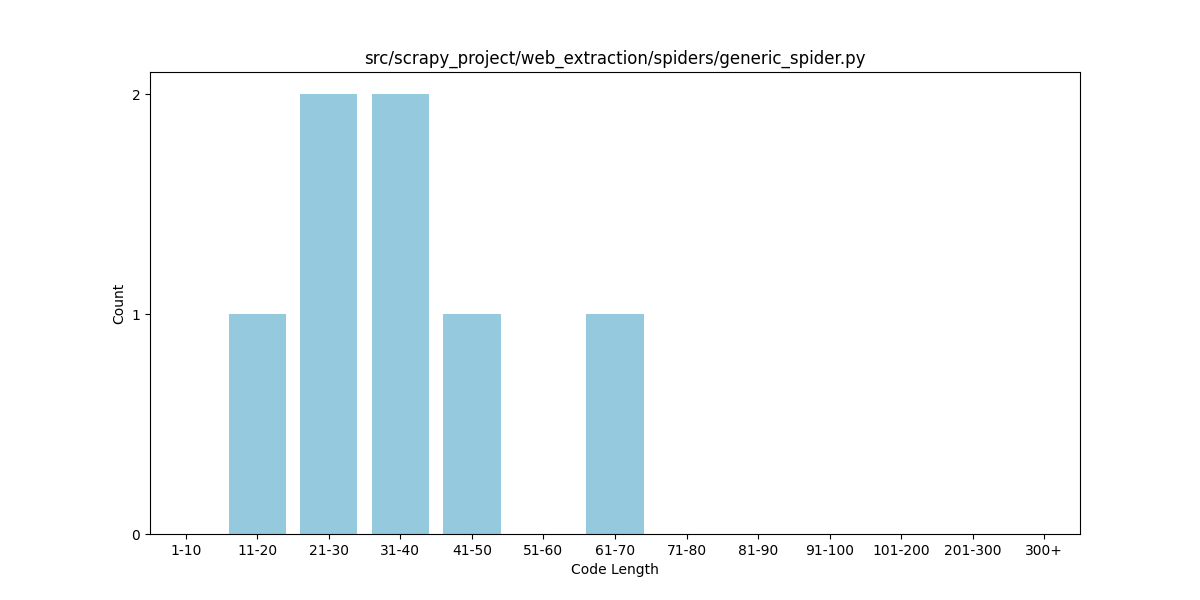 src/scrapy_project/web_extraction/spiders/generic_spider.py
2
1
0
Count
1-10 11-20 21-30 31-40 41-50 51-60 61-70 71-80 81-90 91-100 101-200 201-300 300+
Code Length